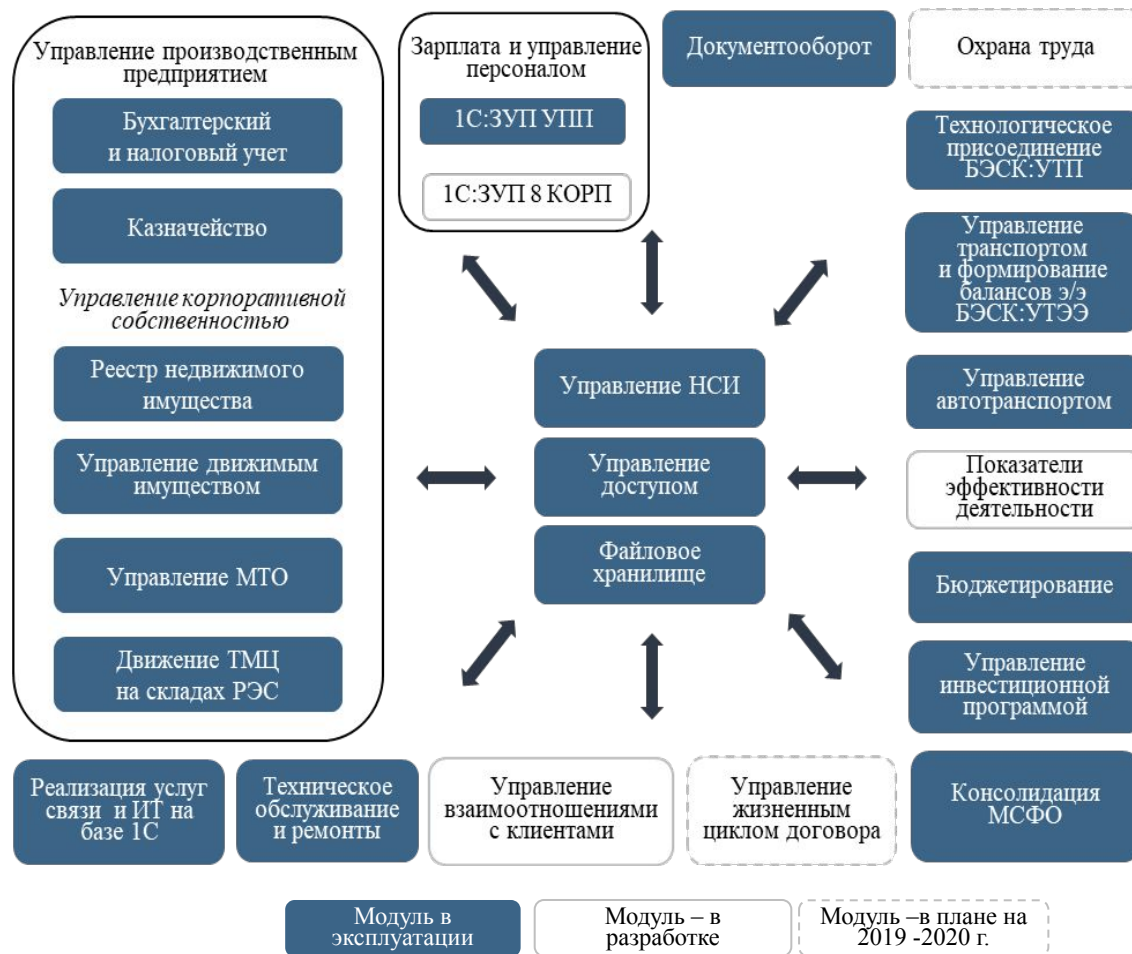 Управление производственным
предприятием
Бухгалтерский
и налоговый учет
Казначейство
Управление корпоративной
собственностью
Реестр недвижимого
имущества
Управление движимым
имуществом
Управление МТО
Движение ТМЦ
на складах РЭС
Зарплата и управление
персоналом
1С:ЗУП УПП
1С:ЗУП 8 КОРП
Документооборот
Охрана труда
Технологическое
присоединение
БЭСК:УТП
Управление
транспортом
и формирование
балансов э/э
БЭСК:УТЭЭ
Управление
автотранспортом
Показатели
эффективности
деятельности
Бюджетирование
Управление
инвестиционной
программой
Консолидация
МСФО
Управление НСИ
Управление
доступом
Файловое
хранилище
Реализация услуг
связи и ИТ на
базе 1С
Техническое
обслуживание
и ремонты
Управление
взаимоотношениями
с клиентами
Управление
жизненным
циклом договора
Модуль в
эксплуатации
Модуль – в
разработке
Модуль –в плане на
2019 -2020 г.